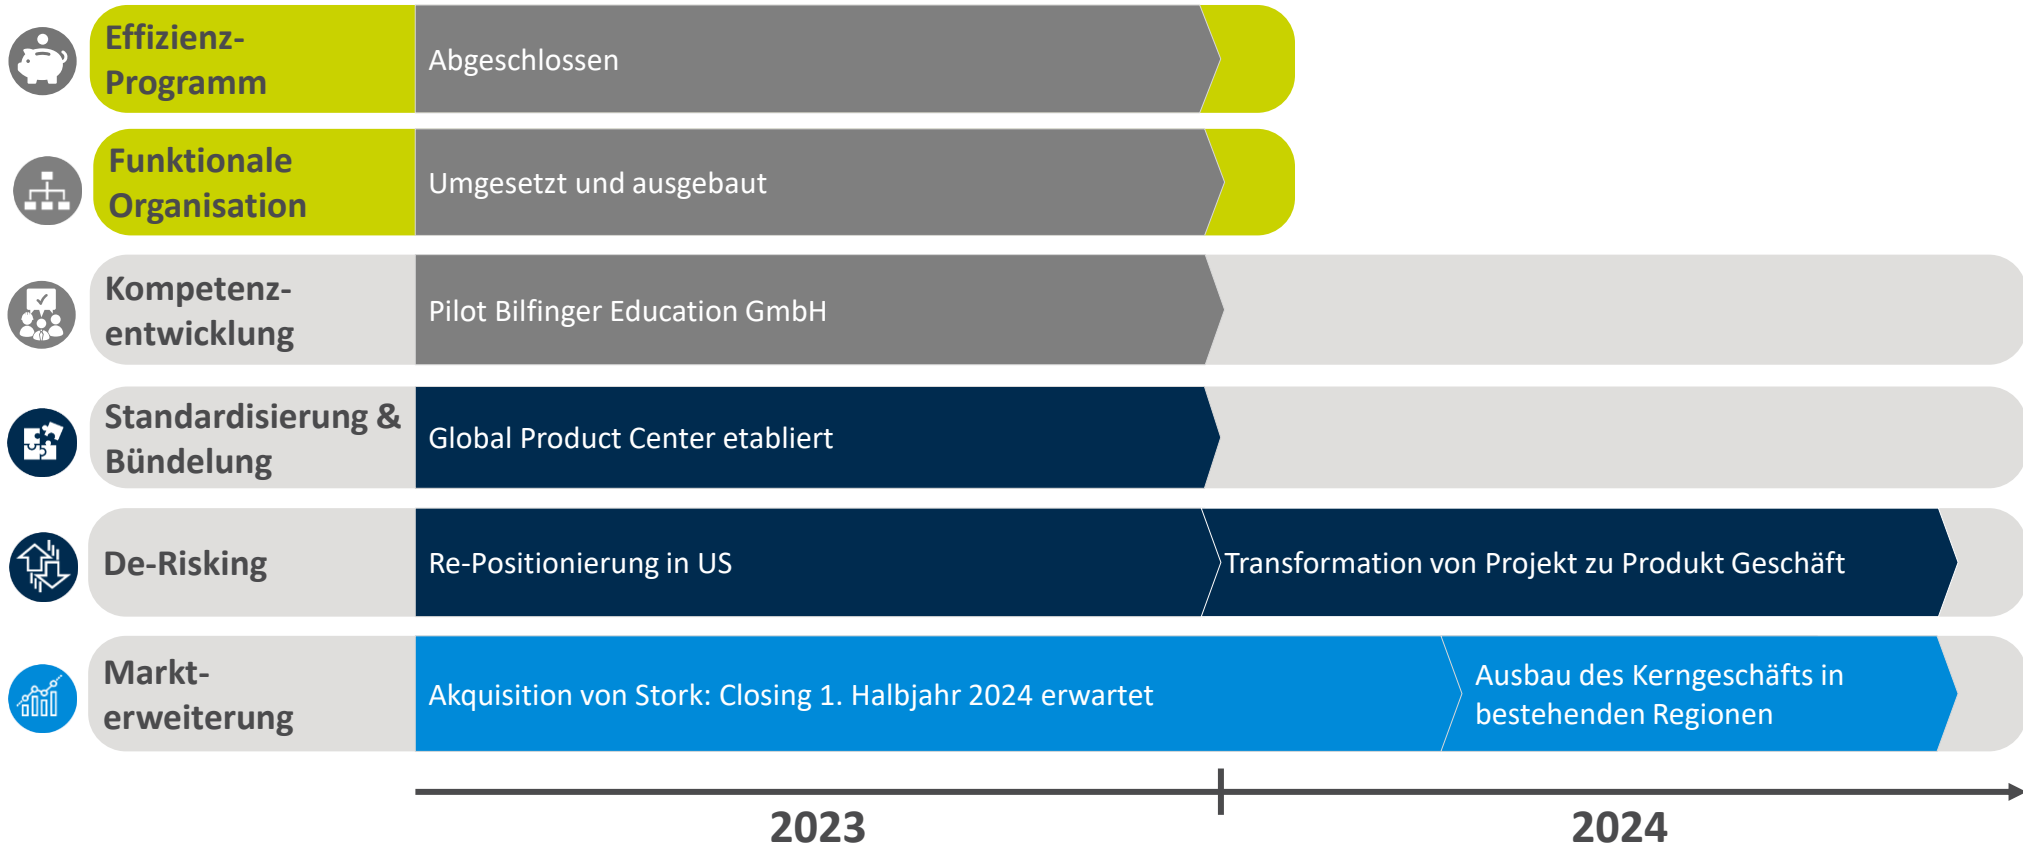 Effizienz-
Programm
Abgeschlossen
Funktionale
Organisation
Umgesetzt und ausgebaut
Kompetenz-
entwicklung
Pilot Bilfinger Education GmbH
Standardisierung &
Bündelung
Global Product Center etabliert
De-Risking
Re-Positionierung in US
Transformation von Projekt zu Produkt Geschäft
Markt-
erweiterung
Akquisition von Stork: Closing 1. Halbjahr 2024 erwartet
Ausbau des Kerngeschäfts in
bestehenden Regionen
2023
2024